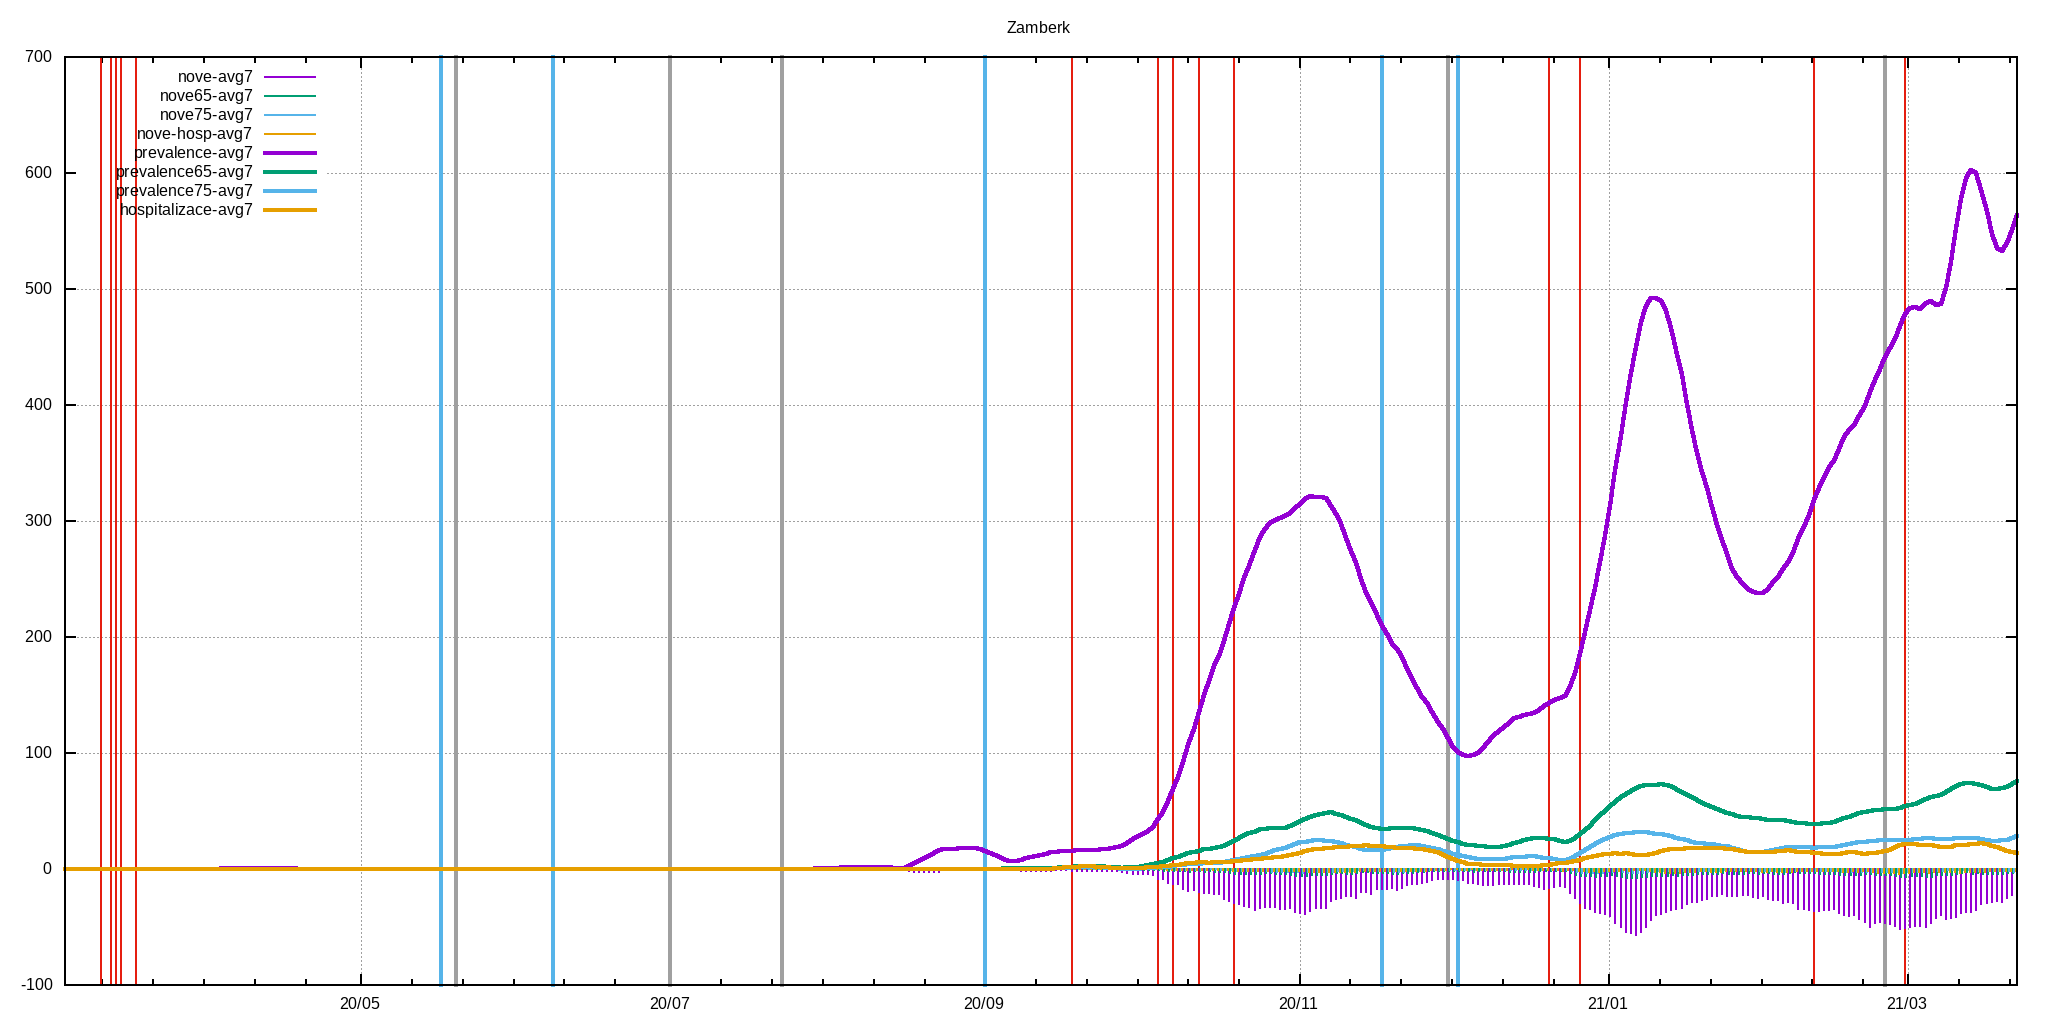 Zamberk
700
600
500
400
300
200
100
0
-100
nove-avg7
nove65-avg7
nove75-avg7
nove-hosp-avg7
prevalence-avg7
prevalence65-avg7
prevalence75-avg7
hospitalizace-avg7
20/05 20/07 20/09 20/11 21/01 21/03